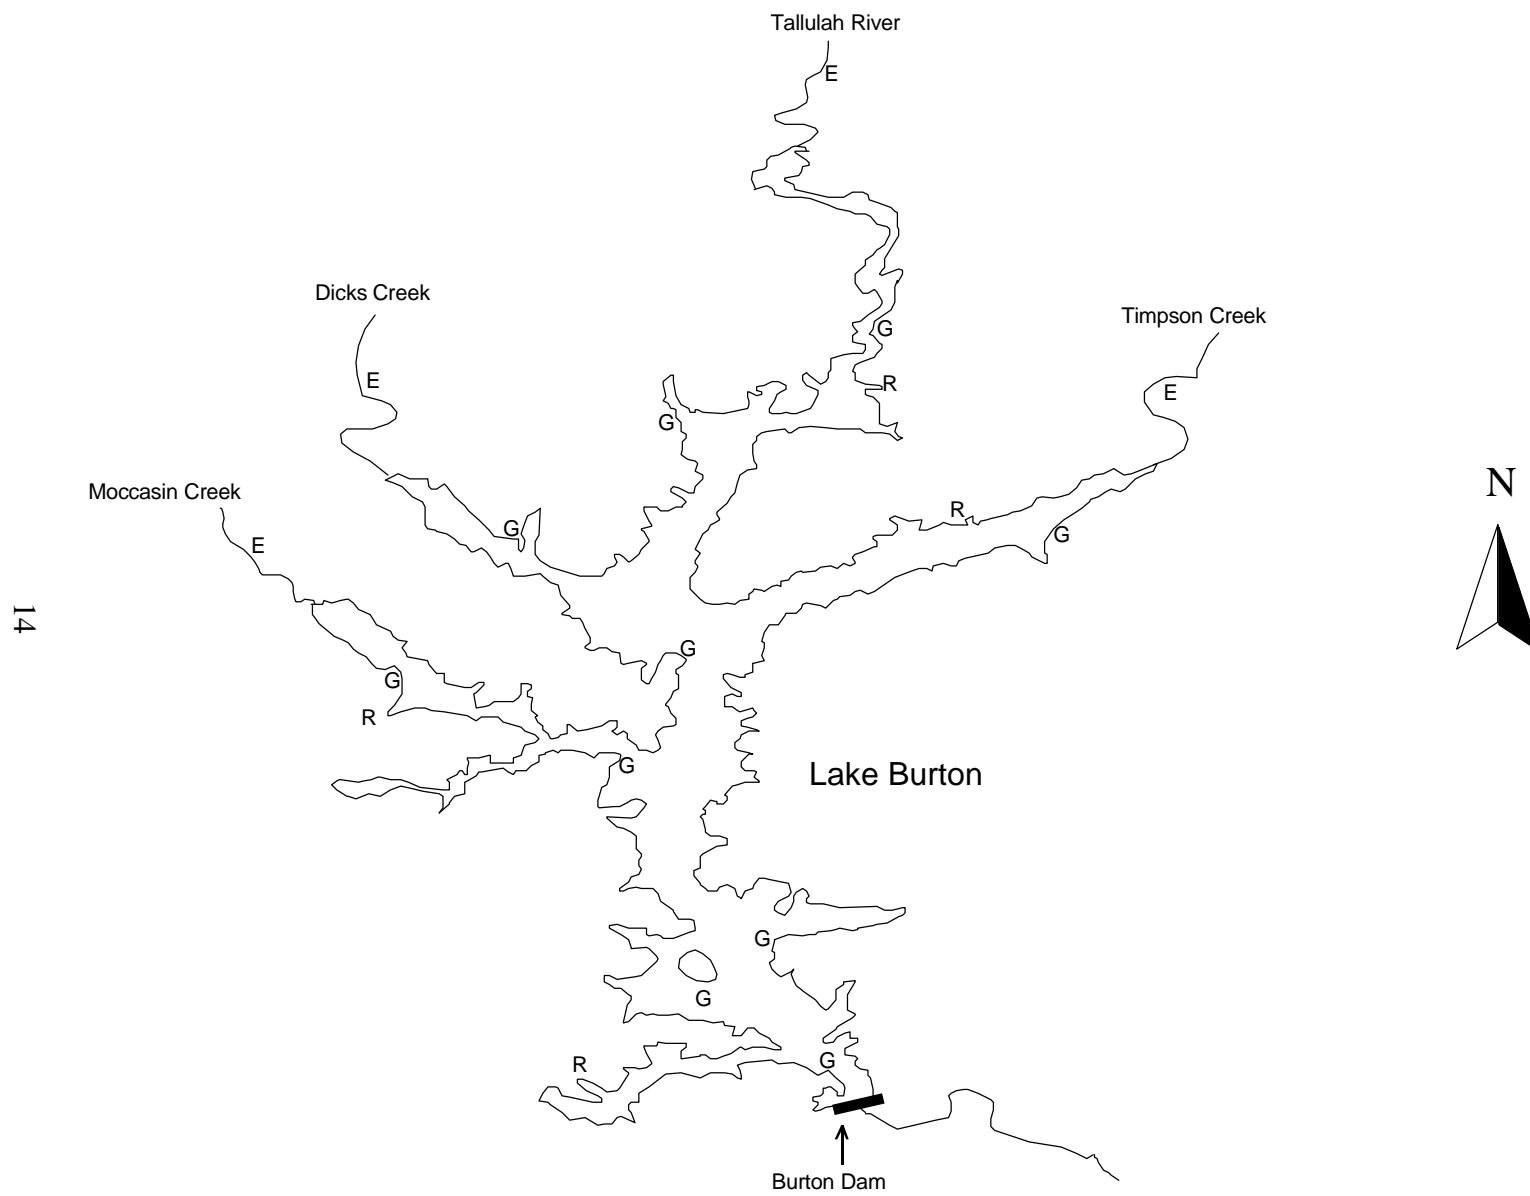 Tallulah River
E
Dicks Creek
Timpson Creek
G
E
R
E
G
Moccasin Creek
N
R
G
G
E
14
G
G
R
G
Lake Burton
G
G
G
R
Burton Dam